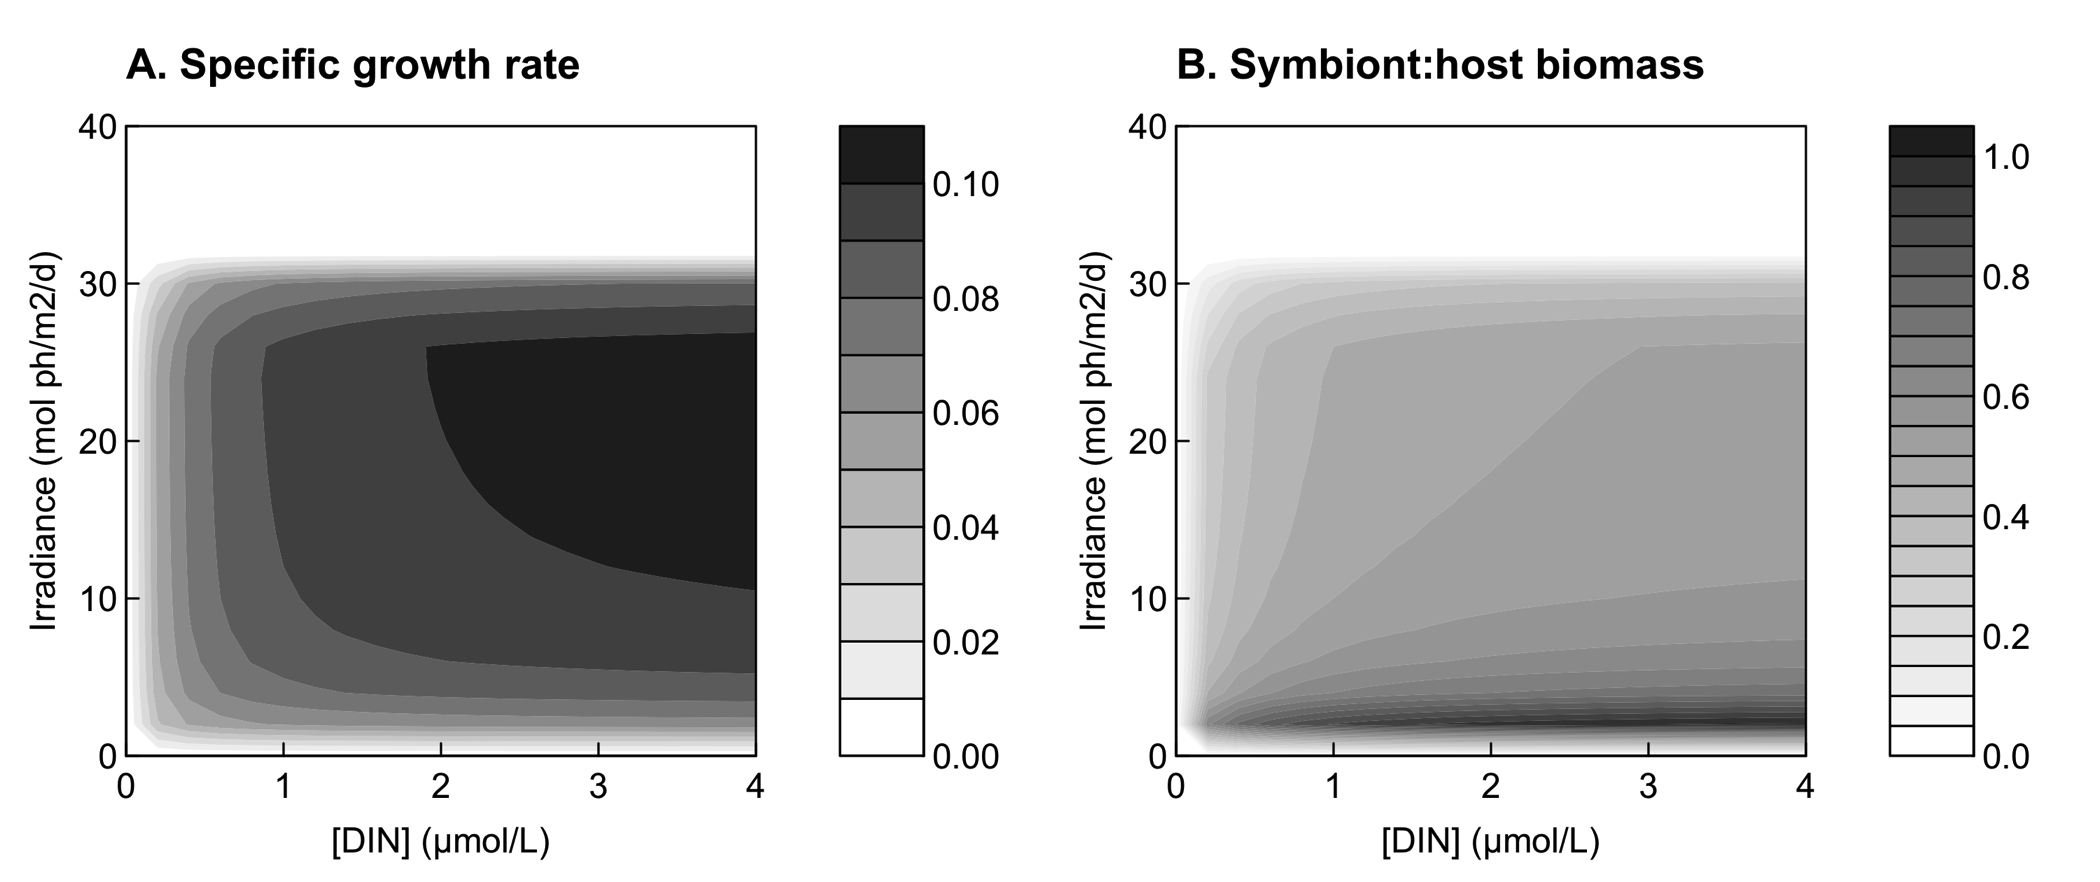 A. Specific growth rate
40
30
20
10
0
0 1 2 3 4
Irradiance (mol ph/m2/d)
[DIN] (µmol/L)
0.10
0.08
0.06
0.04
0.02
0.00
B. Symbiont:host biomass
40
30
20
10
0
0 1 2 3 4
Irradiance (mol ph/m2/d)
[DIN] (µmol/L)
1.0
0.8
0.6
0.4
0.2
0.0